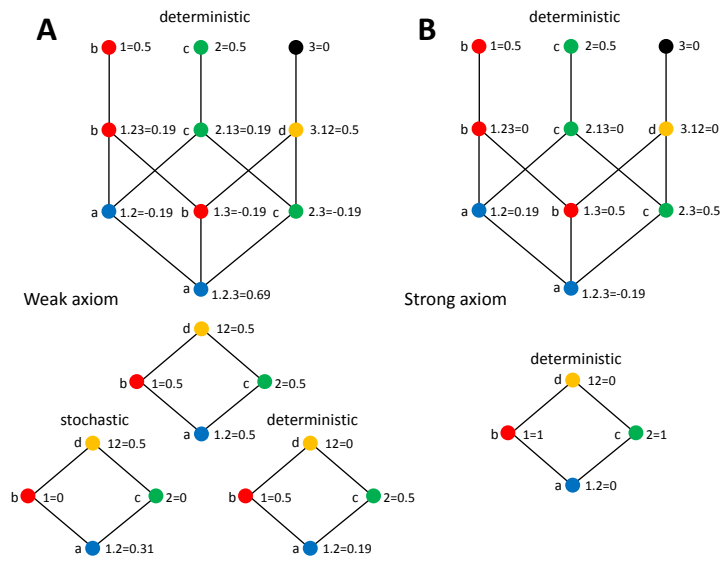 A
deterministic
b 1=0.5
c 2=0.5
3=0
b 1.23=0.19
c 2.13=0.19
d 3.12=0.5
a 1.2=-0.19
b 1.3=-0.19
c 2.3=-0.19
a 1.2.3=0.69
Weak axiom
d 12=0.5
b 1=0.5
c 2=0.5
a 1.2=0.5
stochastic
d 12=0.5
b 1=0
c 2=0
a 1.2=0.31
deterministic
d 12=0
b 1=0.5
c 2=0.5
a 1.2=0.19
B
deterministic
b 1=0.5
c 2=0.5
3=0
b 1.23=0
c 2.13=0
d 3.12=0
a 1.2=0.19
b 1.3=0.5
c 2.3=0.5
a 1.2.3=-0.19
Strong axiom
deterministic
d 12=0
b 1=1
c 2=1
a 1.2=0